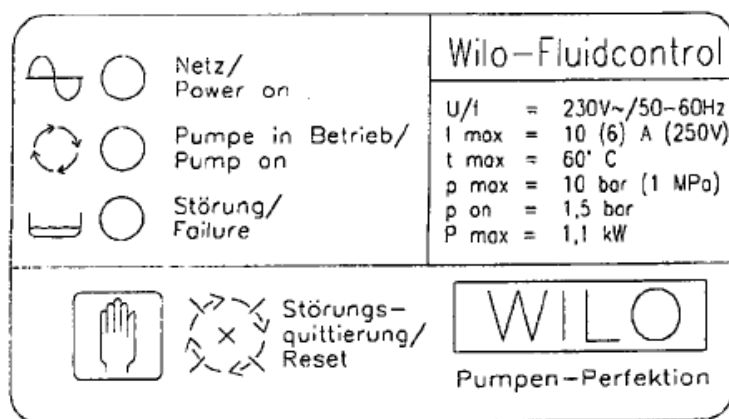 Netz/
Power on
Pumpe in Betrieb/
Pump on
Störung/
Failure
Wilo-Fluidcontrol
U/f = 230V~/50-60Hz
I max = 10 (6) A (250V)
t max = 60° C
p max = 10 bar (1 MPa)
p on = 1,5 bar
P max = 1,1 kW
Störungs-
quittierung/
Reset
WILO
Pumpen-Perfektion